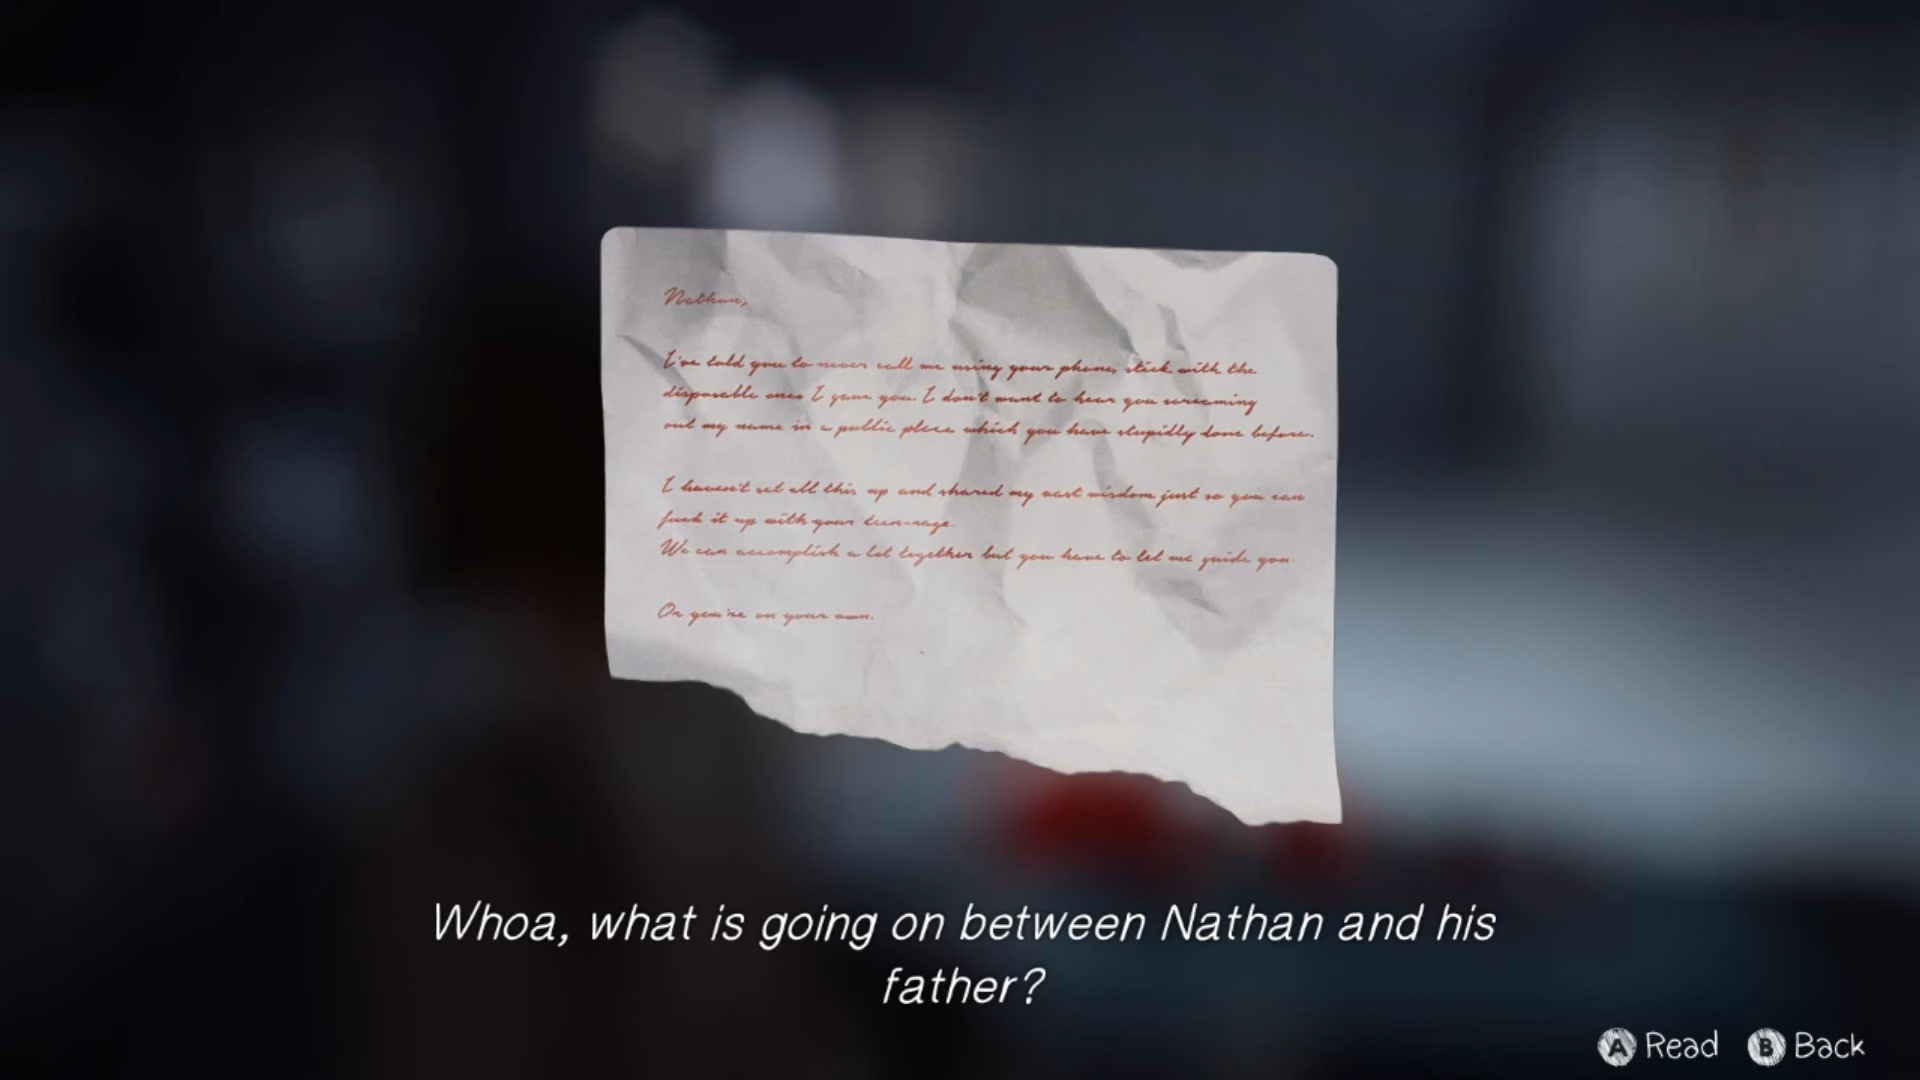 Nathan,
I've told you to never call me using your phone, stick with the
disposable ones I gave you. I don't want to hear you screaming
out my name in a public place which you have stupidly done before.
I haven't set all this up and shared my vast wisdom just so you can
fuck it up with your teen-rage.
We can accomplish a lot together but you have to let me guide you.
Or you're on your own.
Whoa, what is going on between Nathan and his
father?
A Read B Back